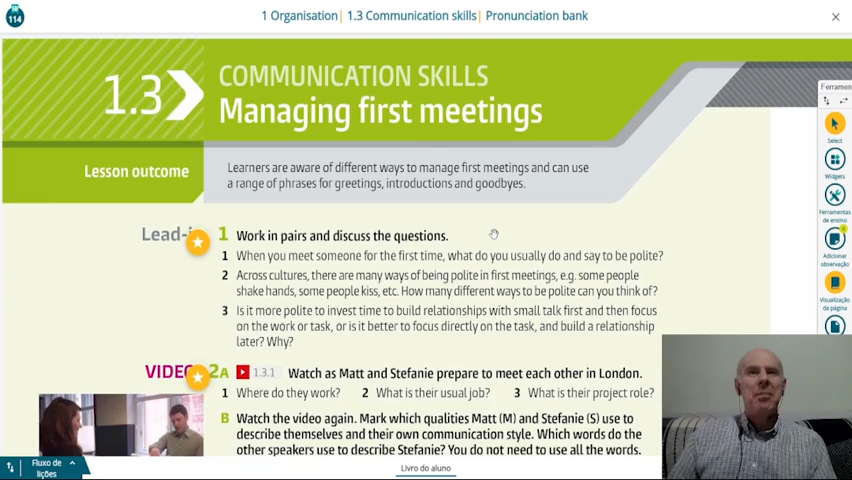 114
1 Organisation| 1.3 Communication skills| Pronunciation bank
1.3
COMMUNICATION SKILLS
Managing first meetings
Lesson outcome
Learners are aware of different ways to manage first meetings and can use
a range of phrases for greetings, introductions and goodbyes.
Lead-i
1 Work in pairs and discuss the questions.
1 When you meet someone for the first time, what do you usually do and say to be polite?
2 Across cultures, there are many ways of being polite in first meetings, e.g. some people
shake hands, some people kiss, etc. How many different ways to be polite can you think of?
3 Is it more polite to invest time to build relationships with small talk first and then focus
on the work or task, or is it better to focus directly on the task, and build a relationship
later? Why?
VIDEO 2A 1.3.1 Watch as Matt and Stefanie prepare to meet each other in London.
1 Where do they work? 2 What is their usual job? 3 What is their project role?
B Watch the video again. Mark which qualities Matt (M) and Stefanie (S) use to
describe themselves and their own communication style. Which words do the
other speakers use to describe Stefanie? You do not need to use all the words.
Ferramen
Select
Widgets
Ferramentas
de ensino
Adicionar
observação
Visualização
da página
Fluxo de
lições
Livro do aluno